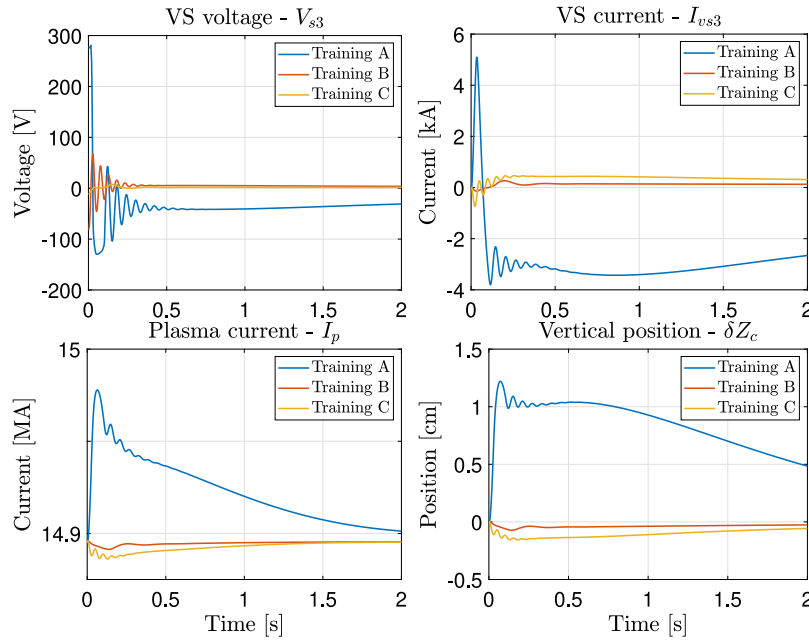 VS voltage - V_{s3}
VS current - I_{vs3}
Voltage [V]
300
200
100
0
-100
-200
0 0.5 1 1.5 2
Training A
Training B
Training C
Current [kA]
6
4
2
0
-2
-4
0 0.5 1 1.5 2
Training A
Training B
Training C
Plasma current - I_p
Vertical position - δZ_c
Current [MA]
15
14.9
0 0.5 1 1.5 2
Time [s]
Training A
Training B
Training C
Position [cm]
1.5
1
0.5
0
-0.5
0 0.5 1 1.5 2
Time [s]
Training A
Training B
Training C